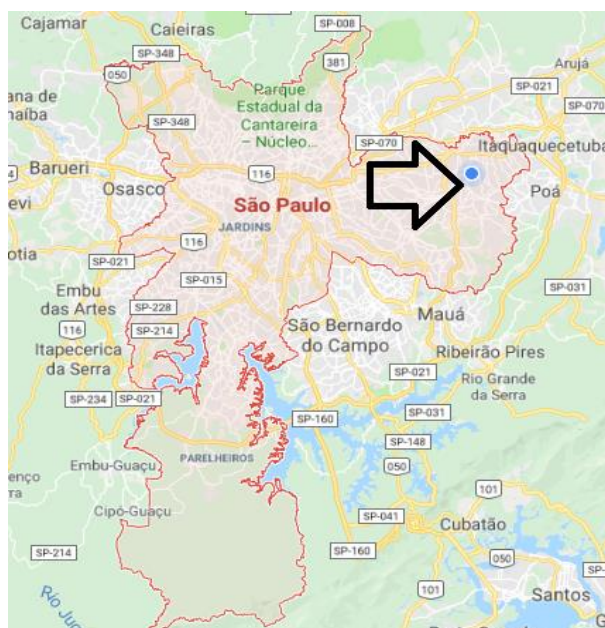 Cajamar
Caieiras
SP-008
SP-348
050
381
Arujá
SP-021
Parque
Estadual da
Cantareira
– Núcleo...
ana de
naíba
SP-348
SP-070
SP-070
Itaquaquecetuba
Barueri
116
Osasco
Poá
evi
São Paulo
JARDINS
116
otia
SP-021
SP-015
SP-031
Embu
das Artes
SP-228
Mauá
116
SP-214
São Bernardo
do Campo
Itapecerica
da Serra
Ribeirão Pires
SP-021
Rio Grande
da Serra
SP-234
SP-021
SP-160
SP-031
SP-148
PARELHEIROS
Embu-Guaçu
050
enço
rra
101
Cipó-Guaçu
SP-041
Cubatão
SP-214
SP-160
050
SP-
101
Santos
Rio Ju